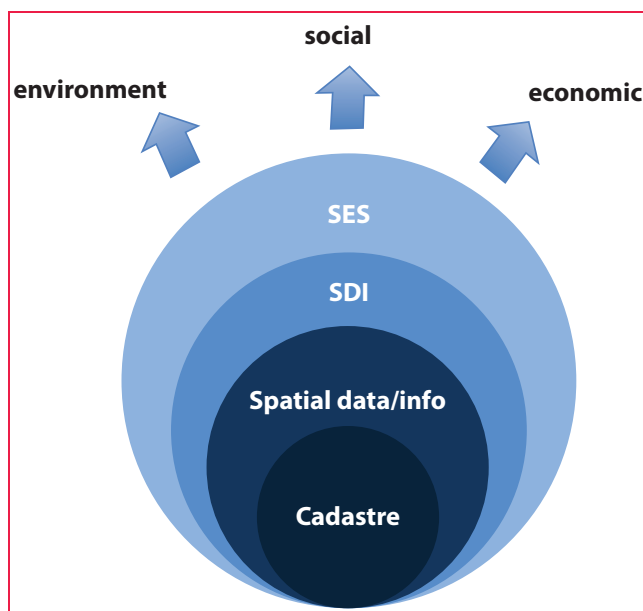 social
environment
economic
SES
SDI
Spatial data/info
Cadastre